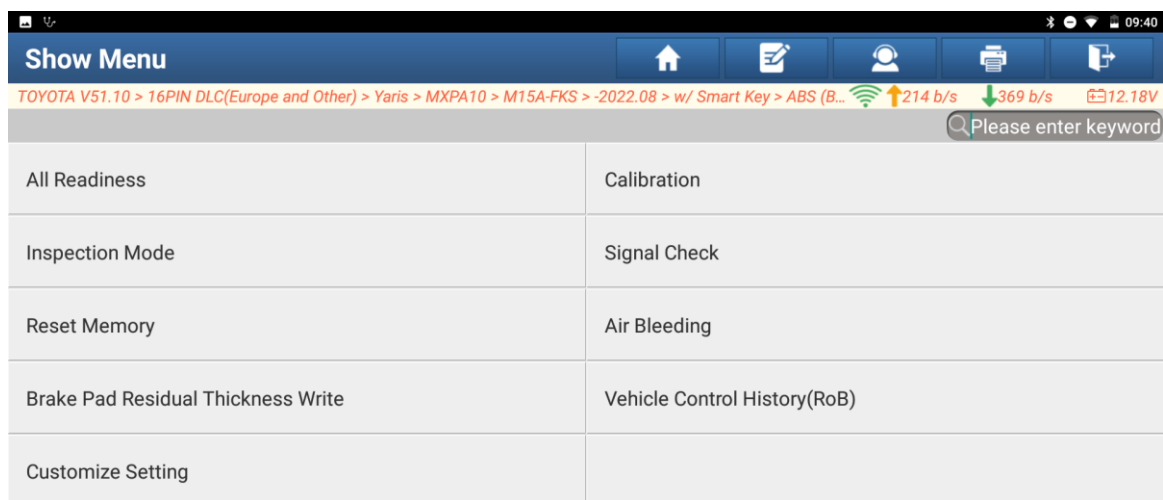 09:40
Show Menu
TOYOTA V51.10 > 16PIN DLC(Europe and Other) > Yaris > MXPA10 > M15A-FKS > -2022.08 > w/ Smart Key > ABS (B... 214 b/s 369 b/s 12.18V
Please enter keyword
All Readiness Calibration
Inspection Mode Signal Check
Reset Memory Air Bleeding
Brake Pad Residual Thickness Write Vehicle Control History(RoB)
Customize Setting